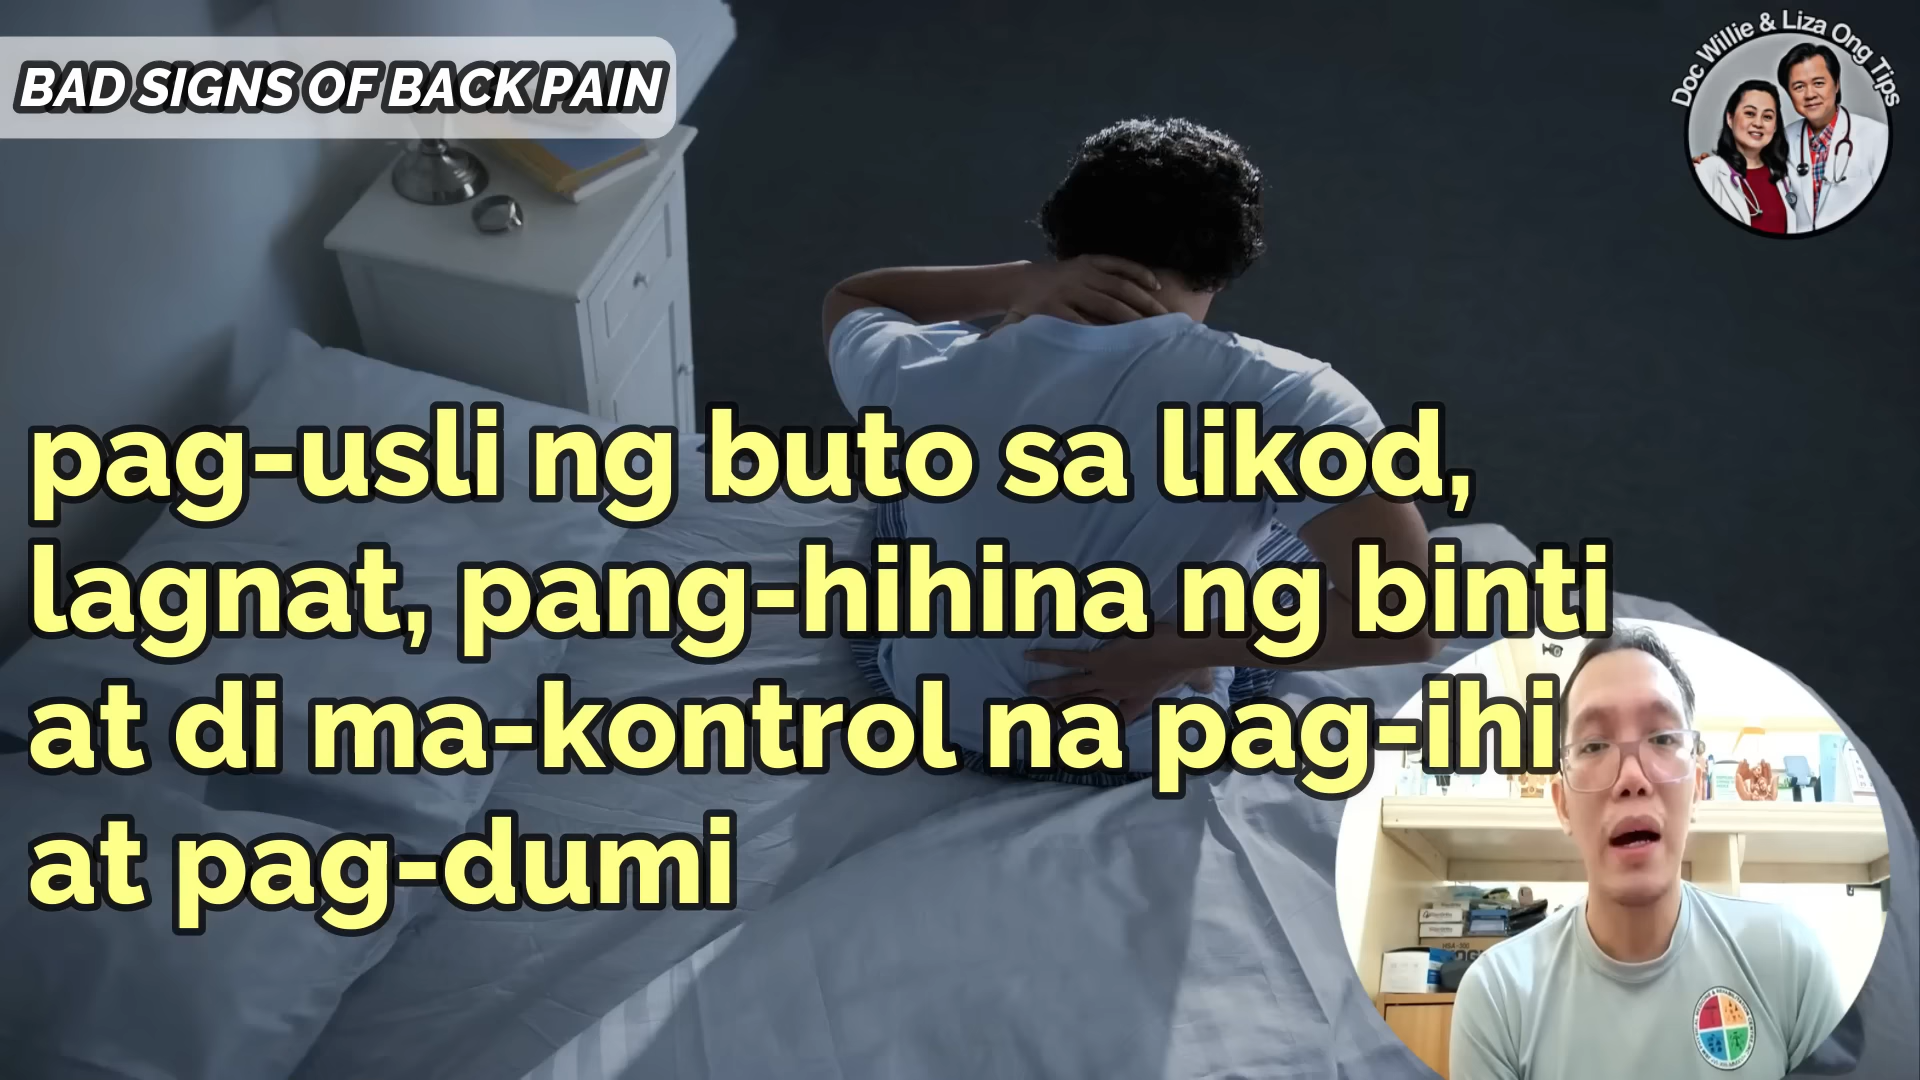 BAD SIGNS OF BACK PAIN
Doc Willie & Liza Ong Tips
pag-usli ng buto sa likod,
lagnat, pang-hihina ng binti
at di ma-kontrol na pag-ihi
at pag-dumi